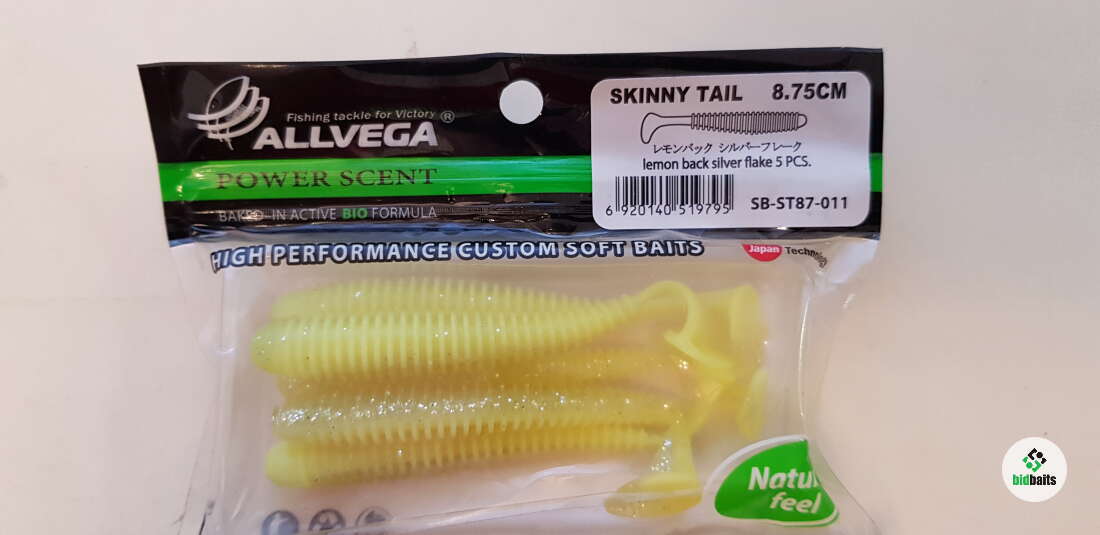 Fishing tackle for Victory
ALLVEGA®
POWER SCENT
BAKED-IN ACTIVE BIO FORMULA
SKINNY TAIL 8.75CM
レモンバック シルバーフレーク
lemon back silver flake 5 PCS.
6 920140 519795
SB-ST87-011
HIGH PERFORMANCE CUSTOM SOFT BAITS
Japan Technology
Natu
feel
bidbaits